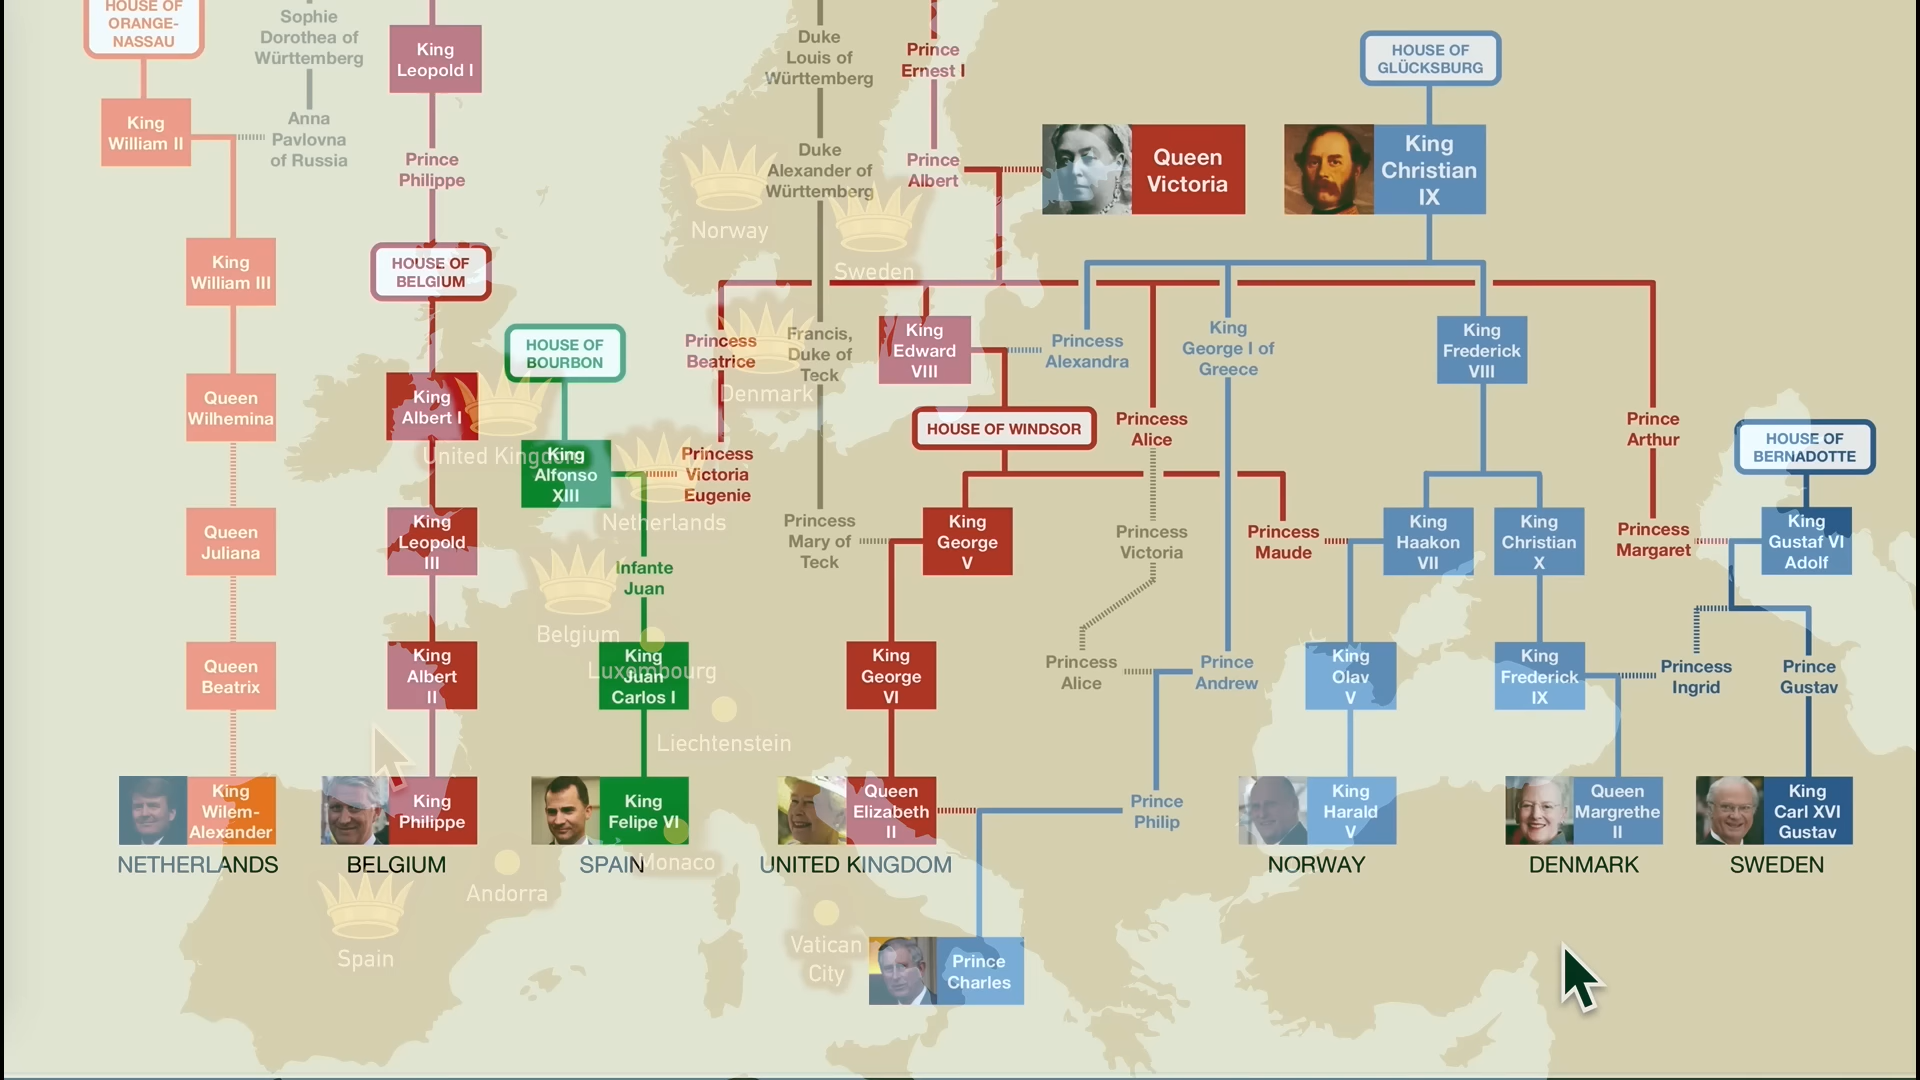 HOUSE OF
ORANGE-
NASSAU
Sophie
Dorothea of
Württemberg
King
Leopold I
Duke
Louis of
Württemberg
Prince
Ernest I
HOUSE OF
GLÜCKSBURG
King
William II
Anna
Pavlovna
of Russia
Prince
Philippe
Duke
Alexander of
Württemberg
Prince
Albert
Queen
Victoria
King
Christian
IX
Norway
Sweden
King
William III
HOUSE OF
BELGIUM
HOUSE OF
BOURBON
Princess
Beatrice
Francis,
Duke of
Teck
King
Edward
VIII
Princess
Alexandra
King
George I of
Greece
King
Frederick
VIII
Denmark
Queen
Wilhemina
King
Albert I
HOUSE OF WINDSOR
Princess
Alice
Prince
Arthur
HOUSE OF
BERNADOTTE
United Kingdom
King
Alfonso
XIII
Princess
Victoria
Eugenie
Netherlands
Queen
Juliana
King
Leopold
III
Princess
Mary of
Teck
King
George
V
Princess
Victoria
Princess
Maude
King
Haakon
VII
King
Christian
X
Princess
Margaret
King
Gustaf VI
Adolf
Infante
Juan
Belgium
Luxembourg
Queen
Beatrix
King
Albert
II
King
Juan
Carlos I
King
George
VI
Princess
Alice
Prince
Andrew
King
Olav
V
King
Frederick
IX
Princess
Ingrid
Prince
Gustav
Liechtenstein
King
Wilem-
Alexander
King
Philippe
King
Felipe VI
Queen
Elizabeth
II
Prince
Philip
King
Harald
V
Queen
Margrethe
II
King
Carl XVI
Gustav
NETHERLANDS
BELGIUM
SPAIN
Monaco
UNITED KINGDOM
NORWAY
DENMARK
SWEDEN
Andorra
Spain
Vatican
City
Prince
Charles